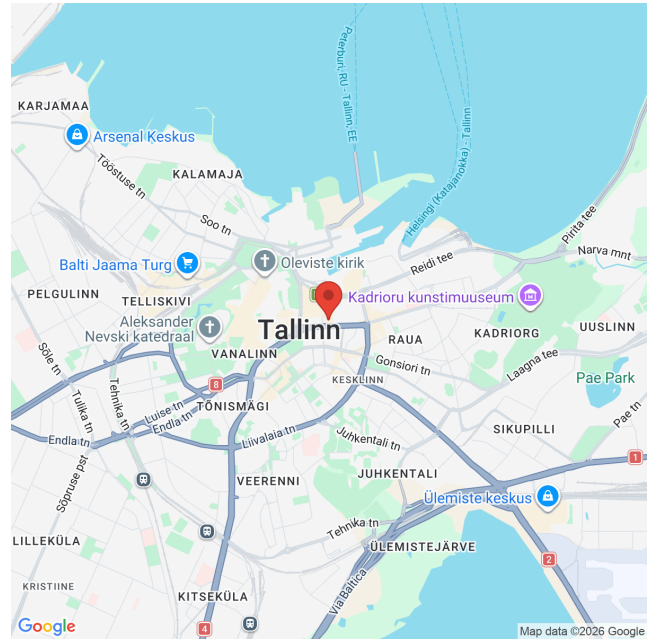 Peterburi, RU - Tallinn, EE
Helsingi (Katajanokka) - Tallinn
KARJAMAA
Arsenal Keskus
Tööstuse tn
KALAMAJA
Soo tn
Pirita tee
Narva mnt
Reidi tee
Oleviste kirik
Balti Jaama Turg
PELGULINN
TELLISKIVI
Kadrioru kunstimuuseum
Aleksander
Nevski katedraal
Tallinn
RAUA
KADRIORG
UUSLINN
VANALINN
Gonsiori tn
Laagna tee
Sõle tn
Tulika tn
Tehnika tn
8
KESKLINN
Pae Park
Luise tn
TÕNISMÄGI
Endla tn
Endla tn
Liivalaia tn
Juhkentali tn
SIKUPILLI
Pae tn
Sõpruse pst
1
VEERENNI
JUHKENTALI
Ülemiste keskus
Tehnika tn
LILLEKÜLA
ÜLEMISTEJÄRVE
2
KRISTIINE
KITSEKÜLA
Via Baltica
4
Google
Map data ©2026 Google